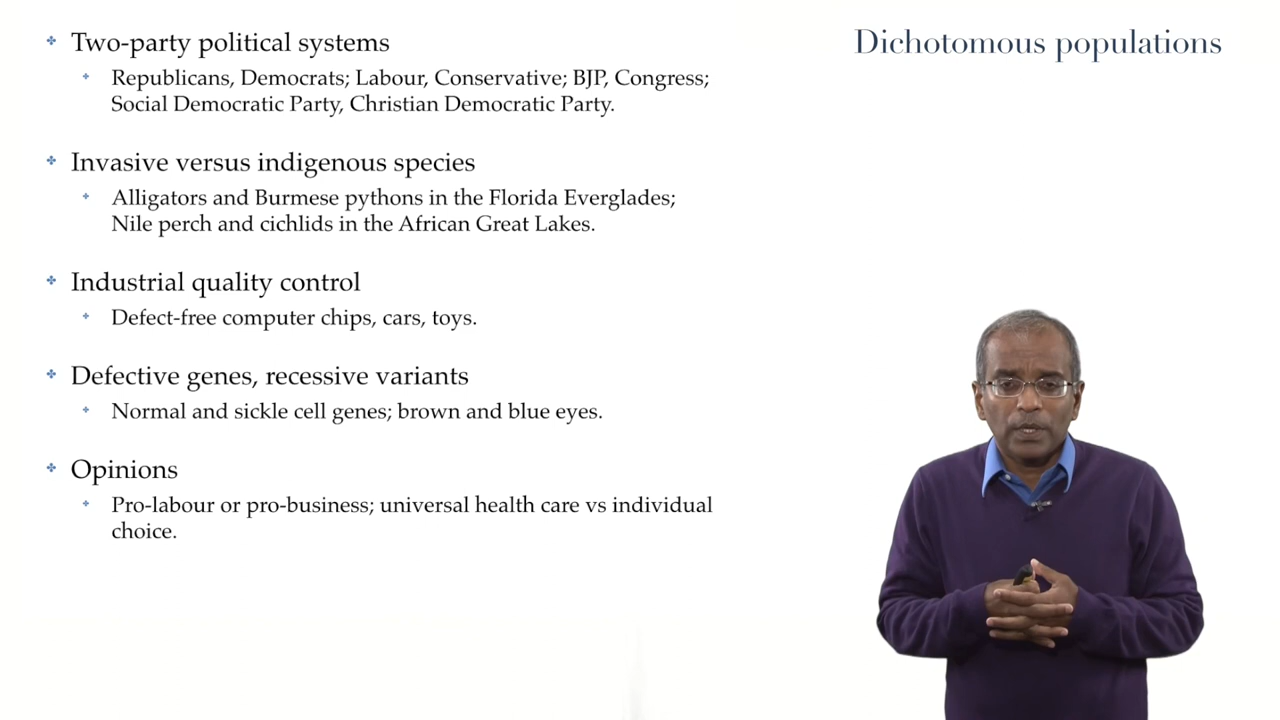 Dichotomous populations
Two-party political systems
Republicans, Democrats; Labour, Conservative; BJP, Congress;
Social Democratic Party, Christian Democratic Party.
Invasive versus indigenous species
Alligators and Burmese pythons in the Florida Everglades;
Nile perch and cichlids in the African Great Lakes.
Industrial quality control
Defect-free computer chips, cars, toys.
Defective genes, recessive variants
Normal and sickle cell genes; brown and blue eyes.
Opinions
Pro-labour or pro-business; universal health care vs individual
choice.